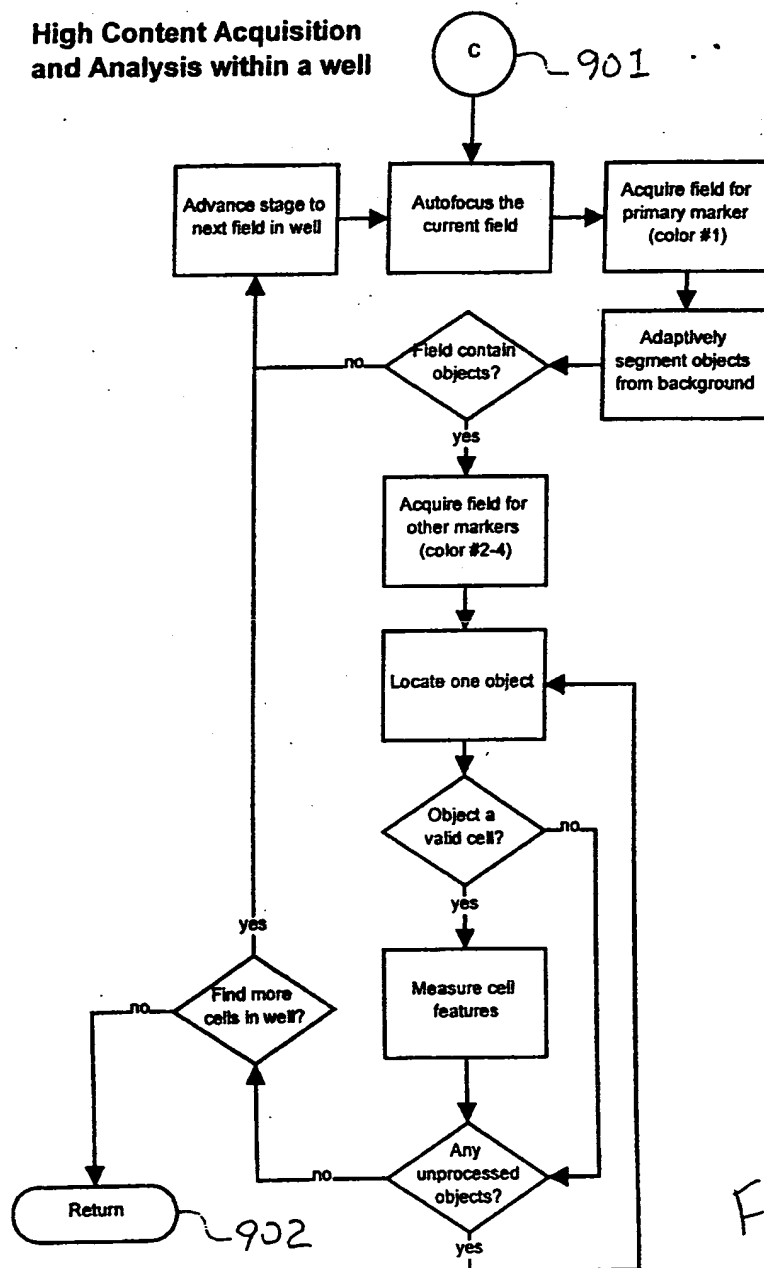 High Content Acquisition
and Analysis within a well
C
901
Advance stage to
next field in well
Autofocus the
current field
Acquire field for
primary marker
(color #1)
Field contain
objects?
no
Adaptively
segment objects
from background
yes
Acquire field for
other markers
(color #2-4)
Locate one object
Object a
valid cell?
no
yes
yes
Measure cell
features
Find more
cells in well?
no
Any
unprocessed
objects?
no
Return
902
yes
F